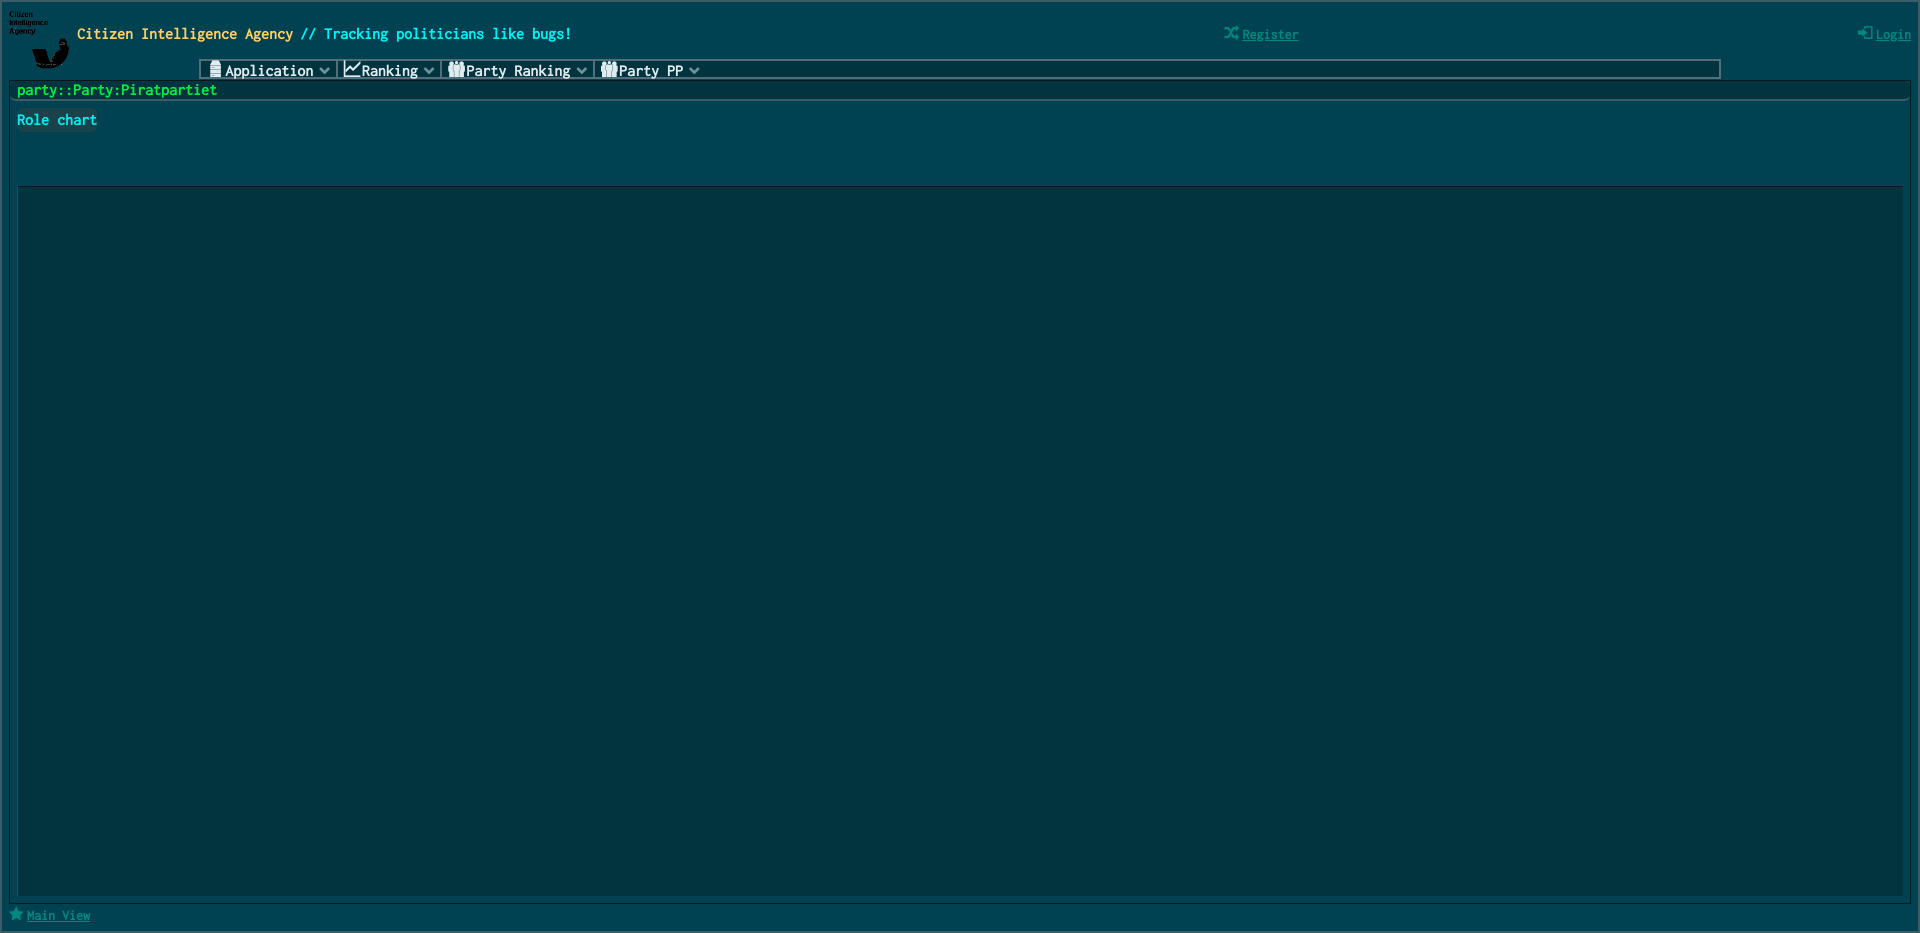 Citizen
Intelligence
Agency
Citizen Intelligence Agency // Tracking politicians like bugs!
Register
Login
Application
Ranking
Party Ranking
Party PP
party::Party:Piratpartiet
Role chart
Main View